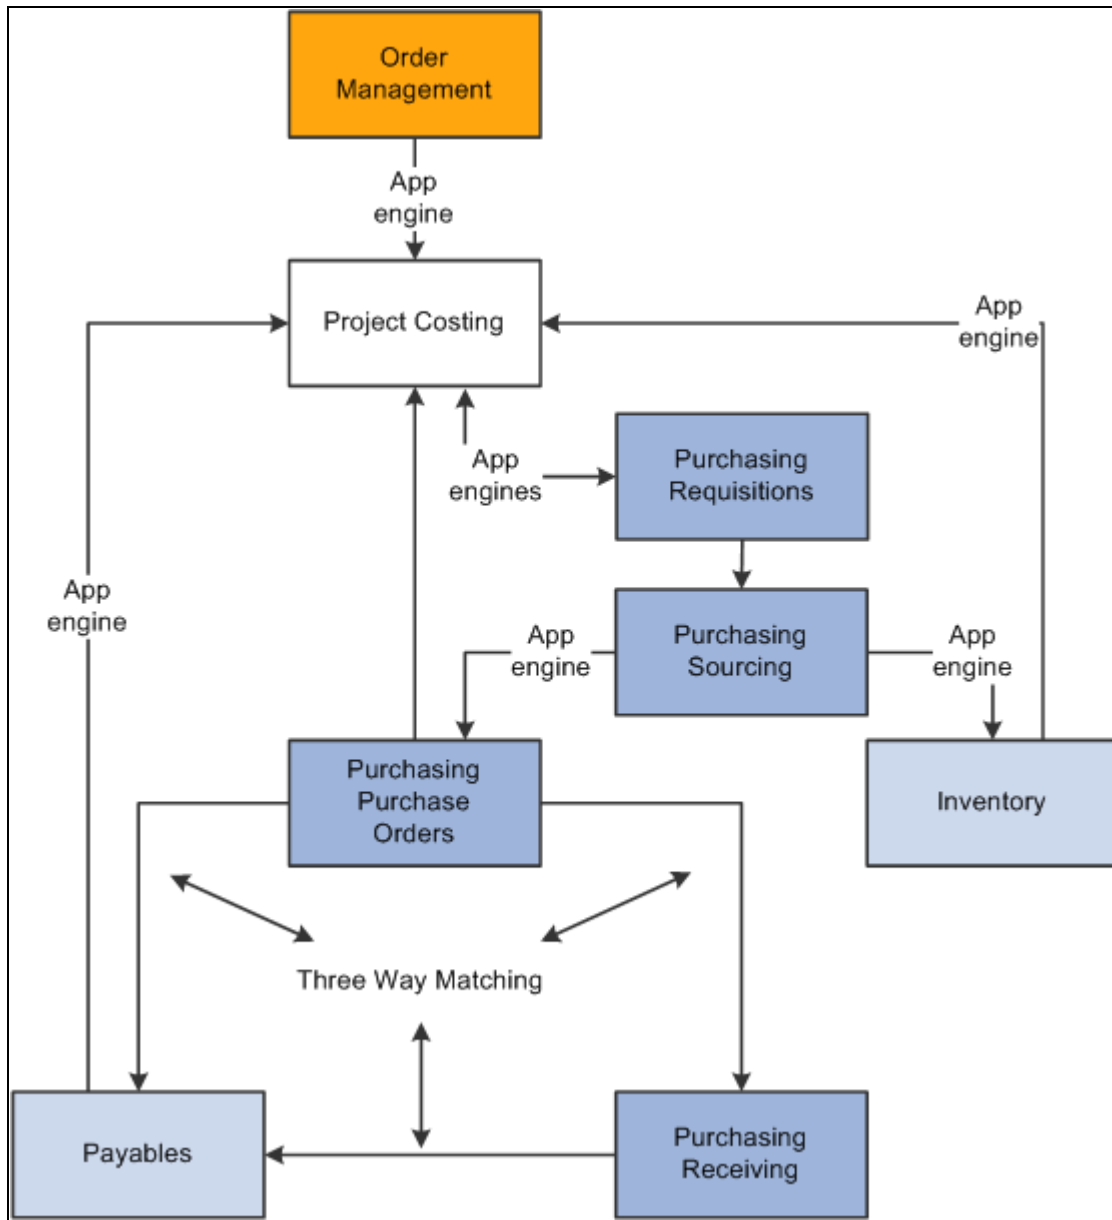 Order
Management
App
engine
Project Costing
App
engine
App
engines
Purchasing
Requisitions
App
engine
App
engine
Purchasing
Sourcing
App
engine
Purchasing
Purchase
Orders
Inventory
Three Way Matching
Payables
Purchasing
Receiving